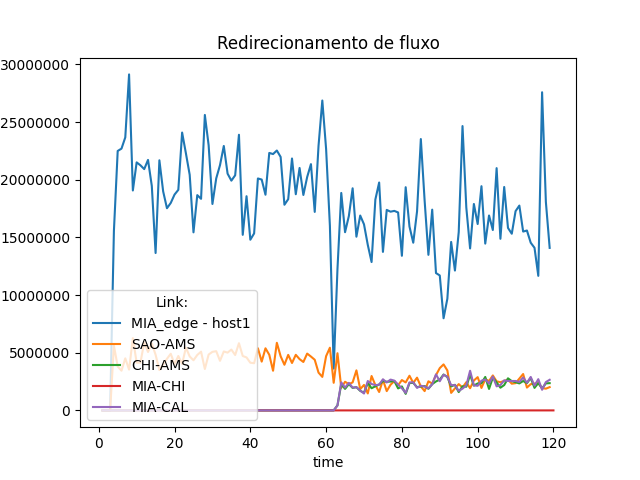 Redirecionamento de fluxo
30000000
25000000
20000000
15000000
10000000
5000000
0
Link:
MIA_edge - host1
SAO-AMS
CHI-AMS
MIA-CHI
MIA-CAL
0 20 40 60 80 100 120
time